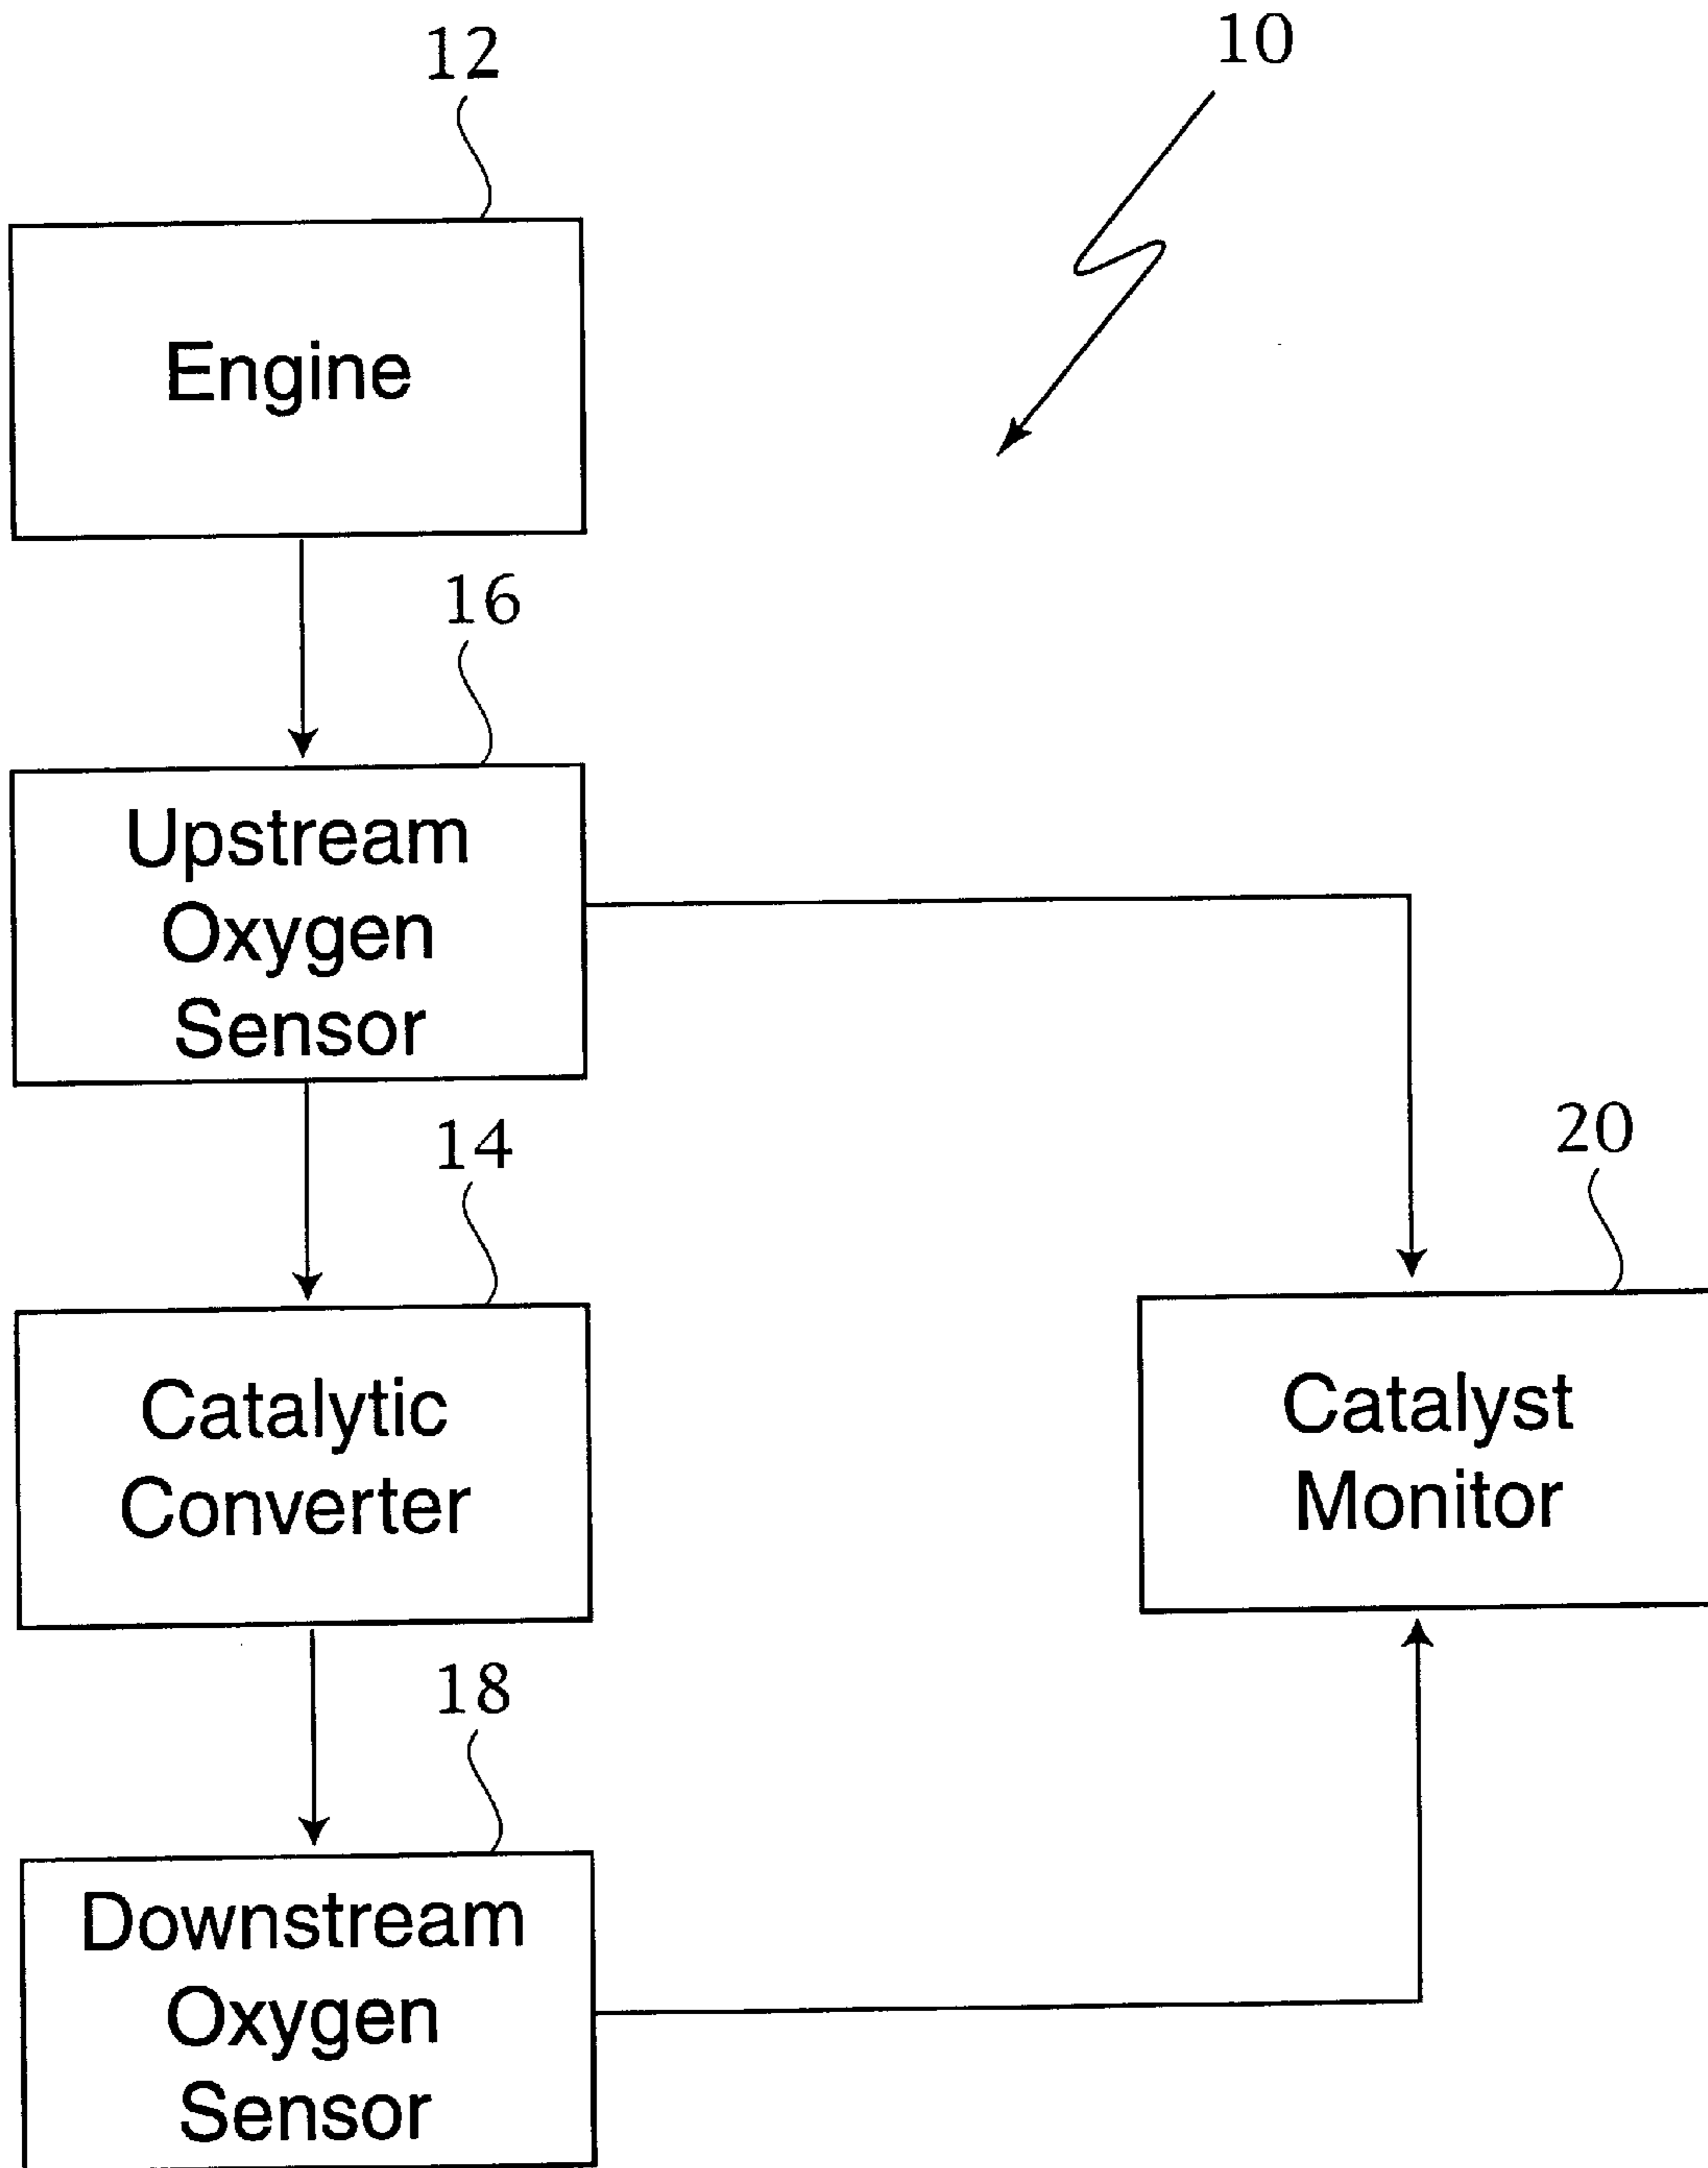 12
10
Engine
16
Upstream
Oxygen
Sensor
14
20
Catalytic
Converter
Catalyst
Monitor
18
Downstream
Oxygen
Sensor